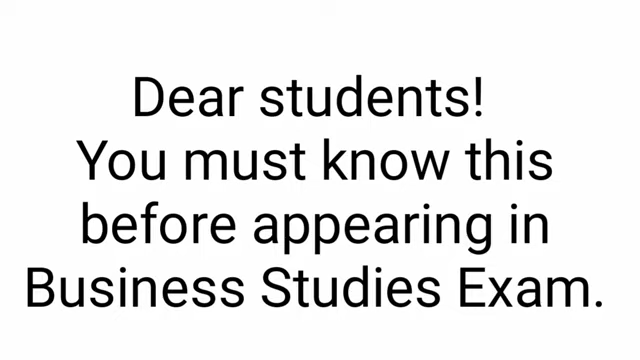 Dear students!
You must know this
before appearing in
Business Studies Exam.